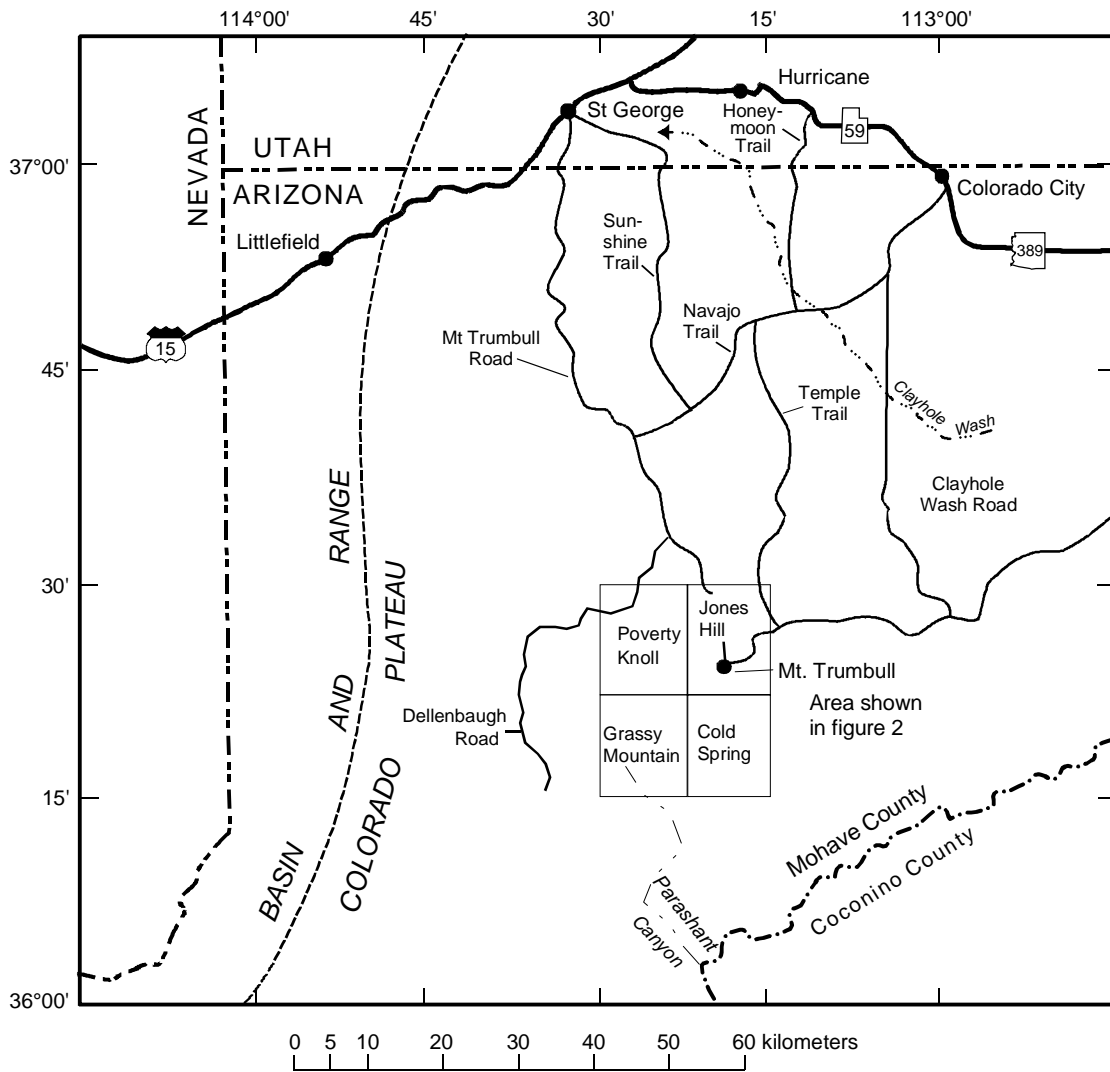 114°00'
45'
30'
15'
113°00'
Hurricane
St George
Honey-
moon
Trail
59
NEVADA
UTAH
37°00'
ARIZONA
Colorado City
Littlefield
Sun-
shine
Trail
389
Navajo
Trail
Mt Trumbull
Road
15
45'
Temple
Trail
Clayhole
Wash
Clayhole
Wash Road
BASIN AND RANGE
COLORADO PLATEAU
30'
Jones
Hill
Poverty
Knoll
Mt. Trumbull
Area shown
in figure 2
Dellenbaugh
Road
Grassy
Mountain
Cold
Spring
15'
Mohave County
Coconino County
Parashant
Canyon
36°00'
0 5 10 20 30 40 50 60 kilometers